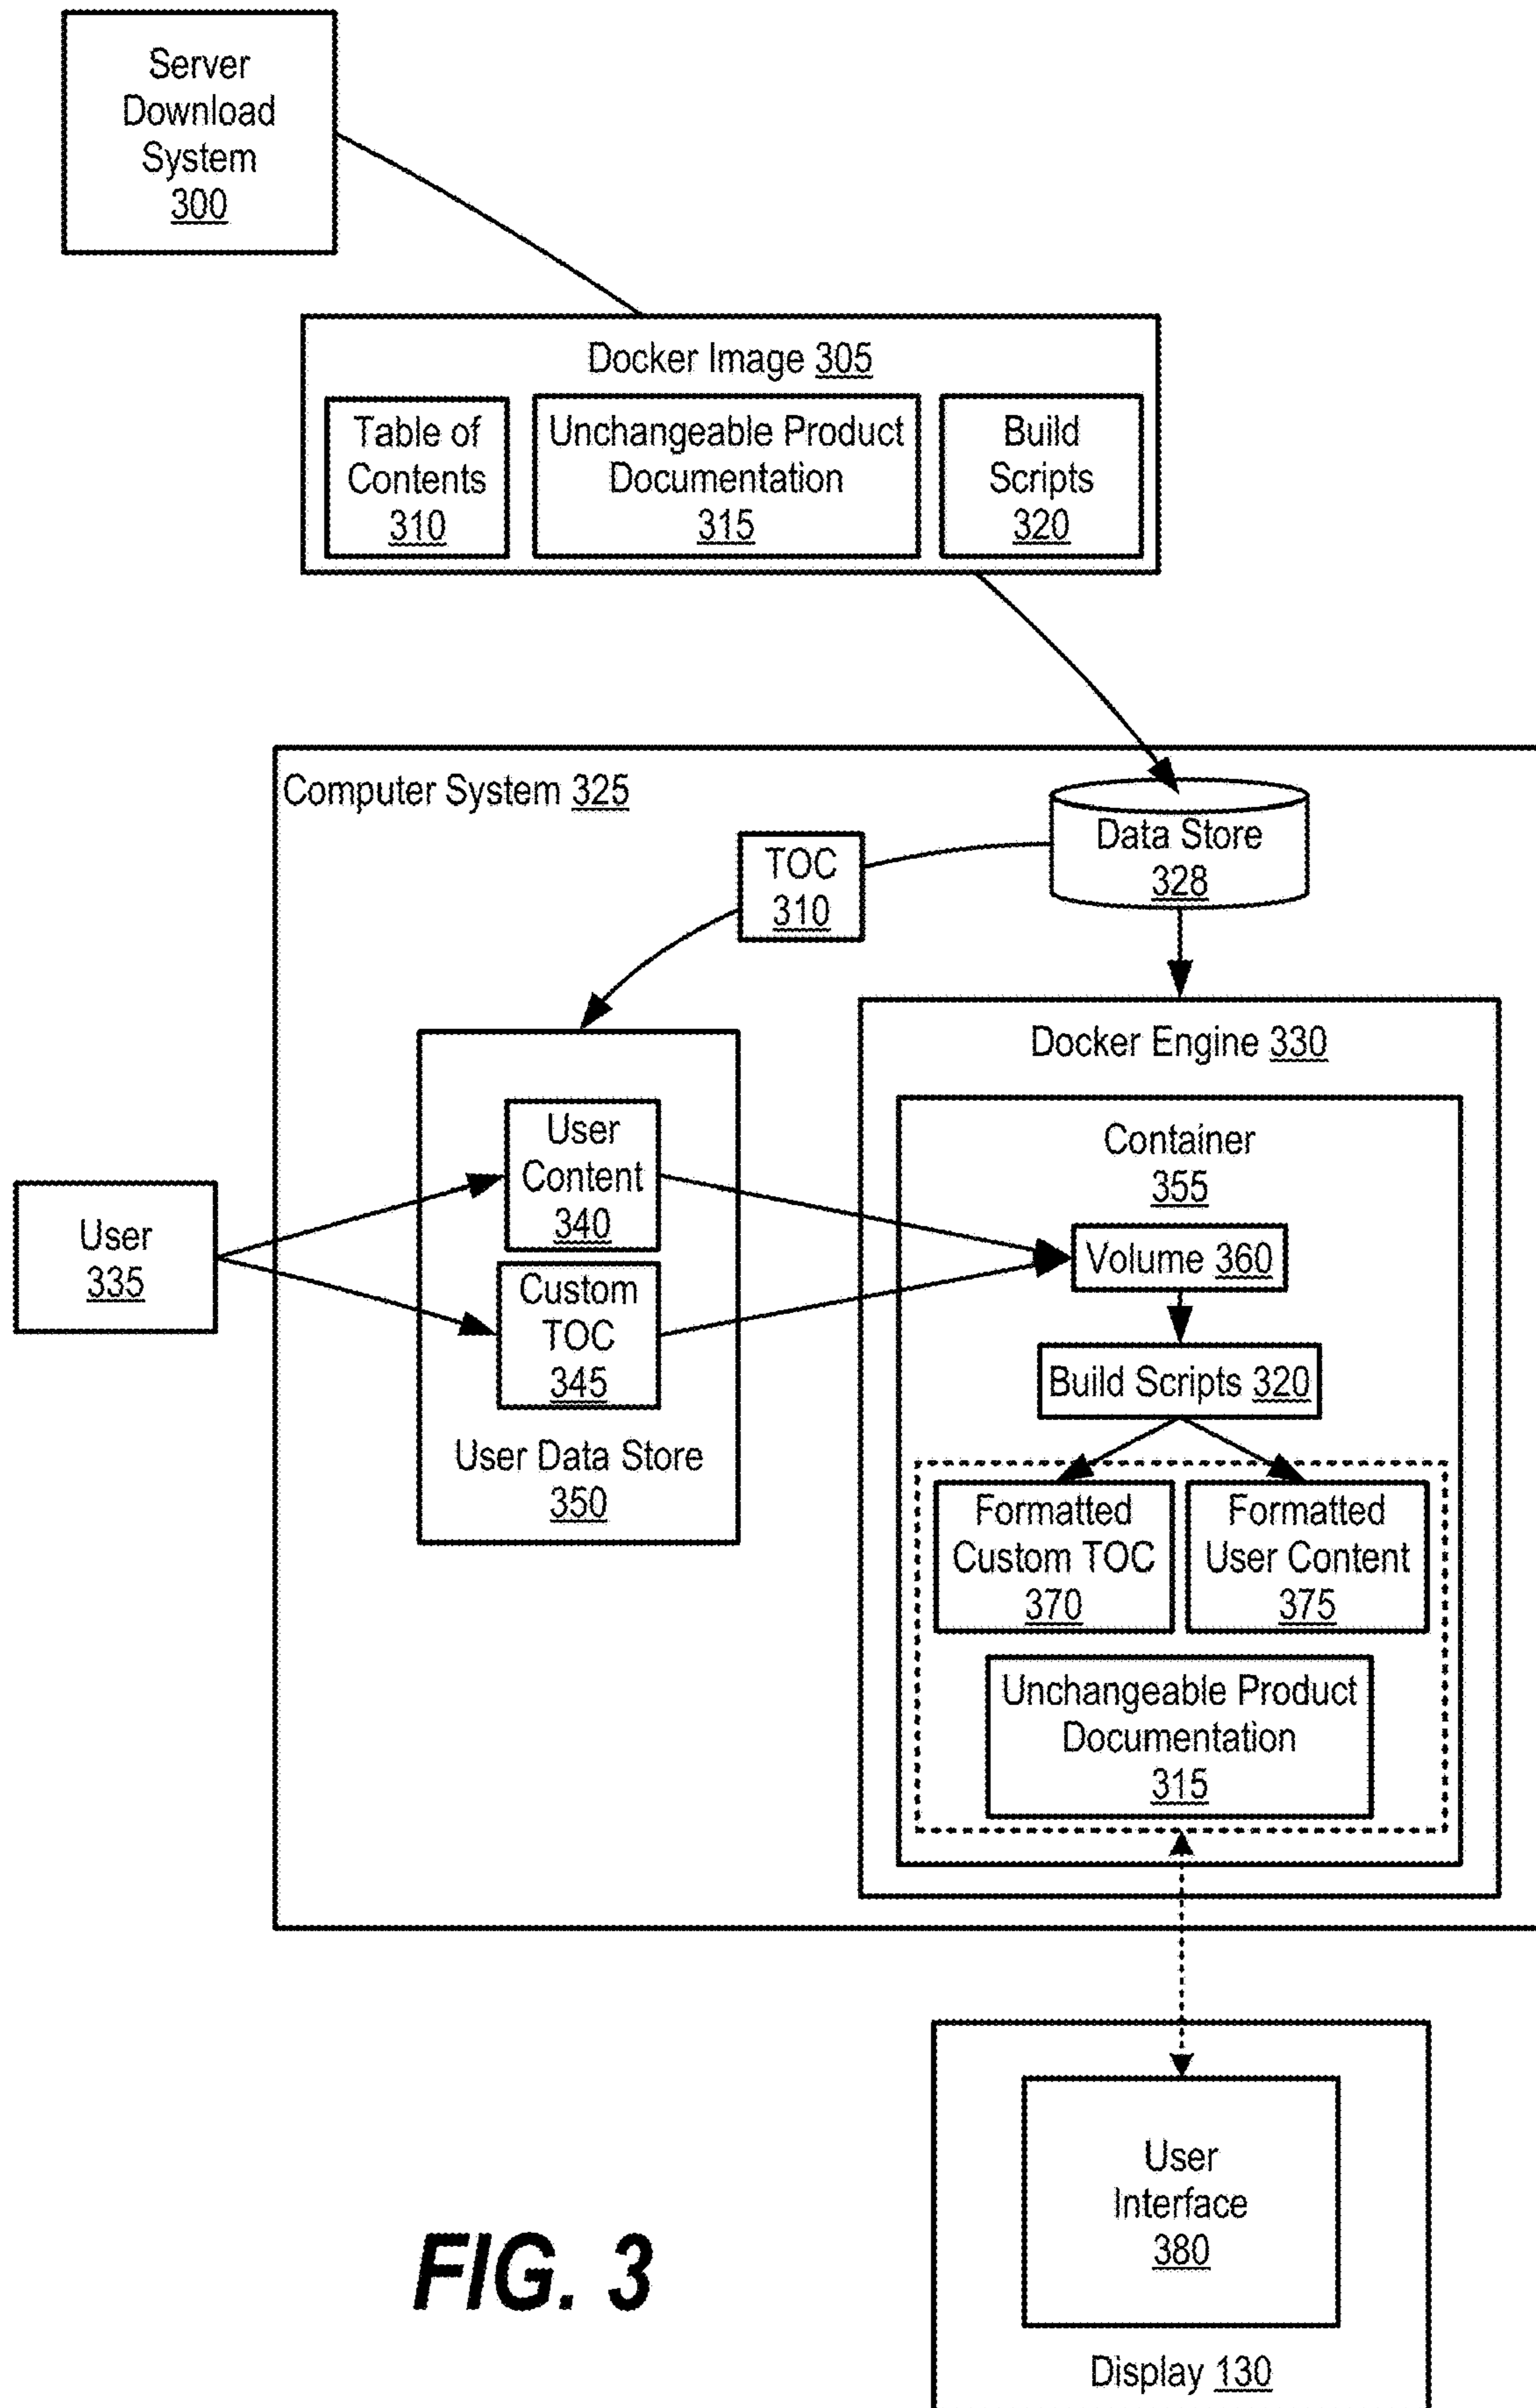 Server
Download
System
300
Docker Image 305
Table of
Contents
310
Unchangeable Product
Documentation
315
Build
Scripts
320
Computer System 325
Data Store
328
TOC
310
Docker Engine 330
Container
355
User
Content
340
User
335
Volume 360
Custom
TOC
345
Build Scripts 320
User Data Store
350
Formatted
Custom TOC
370
Formatted
User Content
375
Unchangeable Product
Documentation
315
User
Interface
380
FIG. 3
Display 130